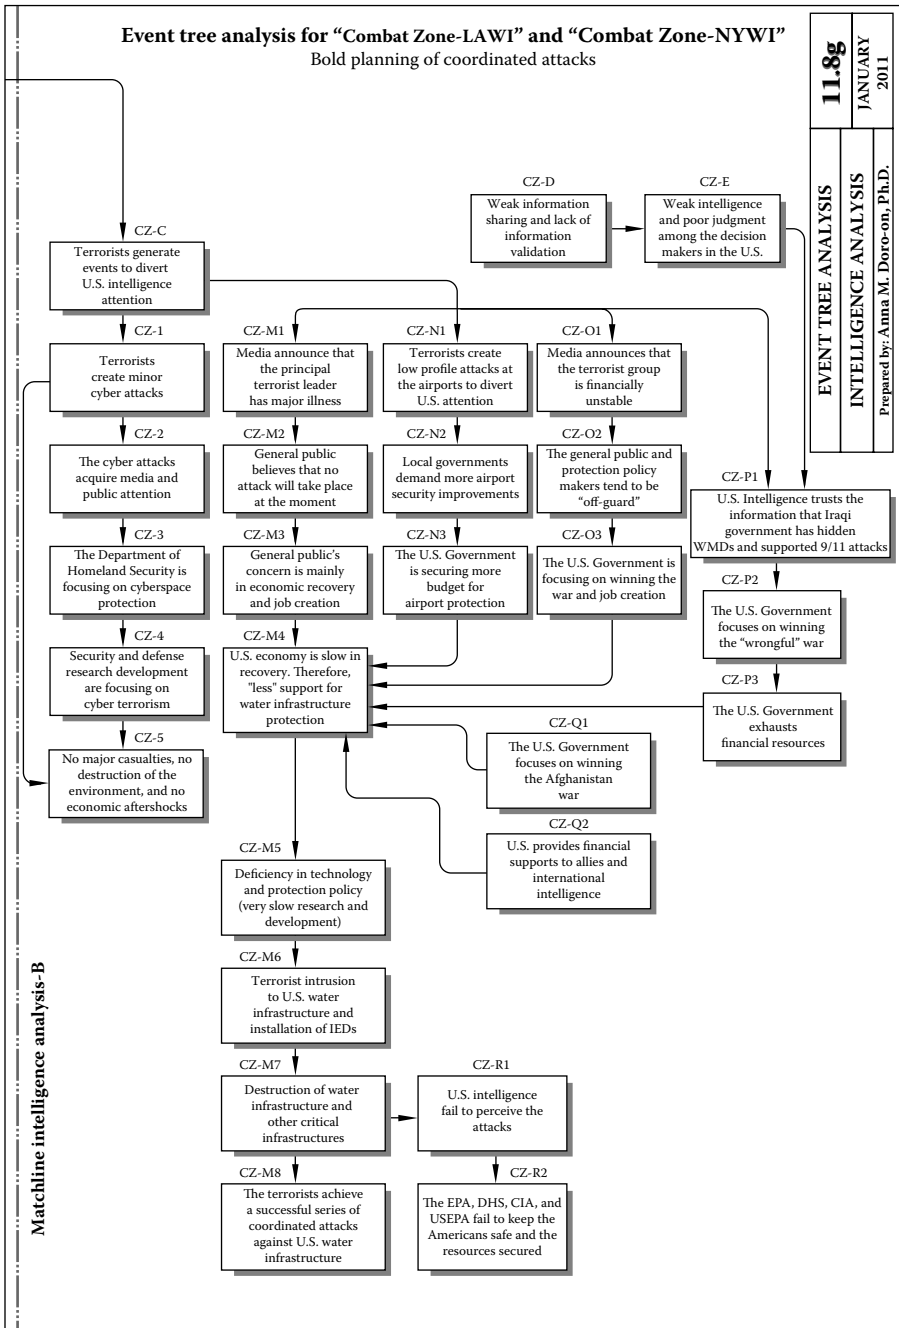 Event tree analysis for “Combat Zone-LAWI” and “Combat Zone-NYWI”
Bold planning of coordinated attacks
11.8g
JANUARY
2011
EVENT TREE ANALYSIS
INTELLIGENCE ANALYSIS
Prepared by: Anna M. Doro-on, Ph.D.
CZ-D
Weak information
sharing and lack of
information
validation
CZ-E
Weak intelligence
and poor judgment
among the decision
makers in the U.S.
CZ-C
Terrorists generate
events to divert
U.S. intelligence
attention
CZ-1
Terrorists
create minor
cyber attacks
CZ-2
The cyber attacks
acquire media and
public attention
CZ-3
The Department of
Homeland Security is
focusing on cyberspace
protection
CZ-4
Security and defense
research development
are focusing on
cyber terrorism
CZ-5
No major casualties, no
destruction of the
environment, and no
economic aftershocks
CZ-M1
Media announce that
the principal
terrorist leader
has major illness
CZ-M2
General public
believes that no
attack will take place
at the moment
CZ-M3
General public’s
concern is mainly
in economic recovery
and job creation
CZ-M4
U.S. economy is slow in
recovery. Therefore,
"less" support for
water infrastructure
protection
CZ-N1
Terrorists create
low profile attacks at
the airports to divert
U.S. attention
CZ-N2
Local governments
demand more airport
security improvements
CZ-N3
The U.S. Government
is securing more
budget for
airport protection
CZ-O1
Media announces that
the terrorist group
is financially
unstable
CZ-O2
The general public and
protection policy
makers tend to be
“off-guard”
CZ-O3
The U.S. Government is
focusing on winning the
war and job creation
CZ-P1
U.S. Intelligence trusts the
information that Iraqi
government has hidden
WMDs and supported 9/11 attacks
CZ-P2
The U.S. Government
focuses on winning
the “wrongful” war
CZ-P3
The U.S. Government
exhausts
financial resources
CZ-Q1
The U.S. Government
focuses on winning
the Afghanistan
war
CZ-Q2
U.S. provides financial
supports to allies and
international
intelligence
CZ-M5
Deficiency in technology
and protection policy
(very slow research and
development)
CZ-M6
Terrorist intrusion
to U.S. water
infrastructure and
installation of IEDs
CZ-M7
Destruction of water
infrastructure and
other critical
infrastructures
CZ-M8
The terrorists achieve
a successful series of
coordinated attacks
against U.S. water
infrastructure
CZ-R1
U.S. intelligence
fail to perceive the
attacks
CZ-R2
The EPA, DHS, CIA, and
USEPA fail to keep the
Americans safe and the
resources secured
Matchline intelligence analysis-B